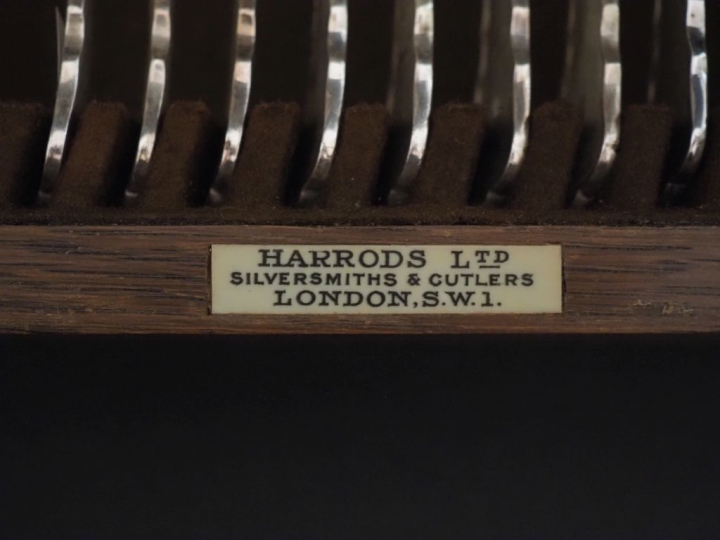 HARRODS LTD
SILVERSMITHS & CUTLERS
LONDON, S.W.1.